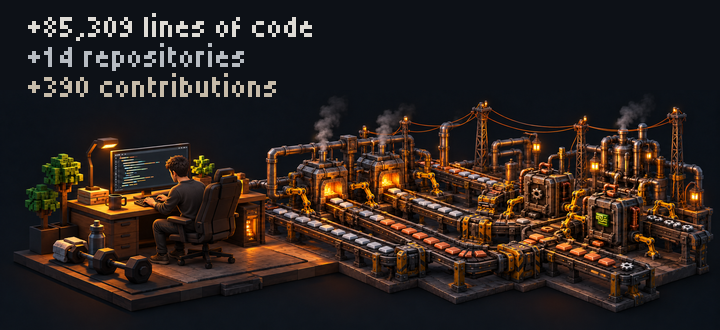 +85,309 lines of code
+14 repositories
+390 contributions